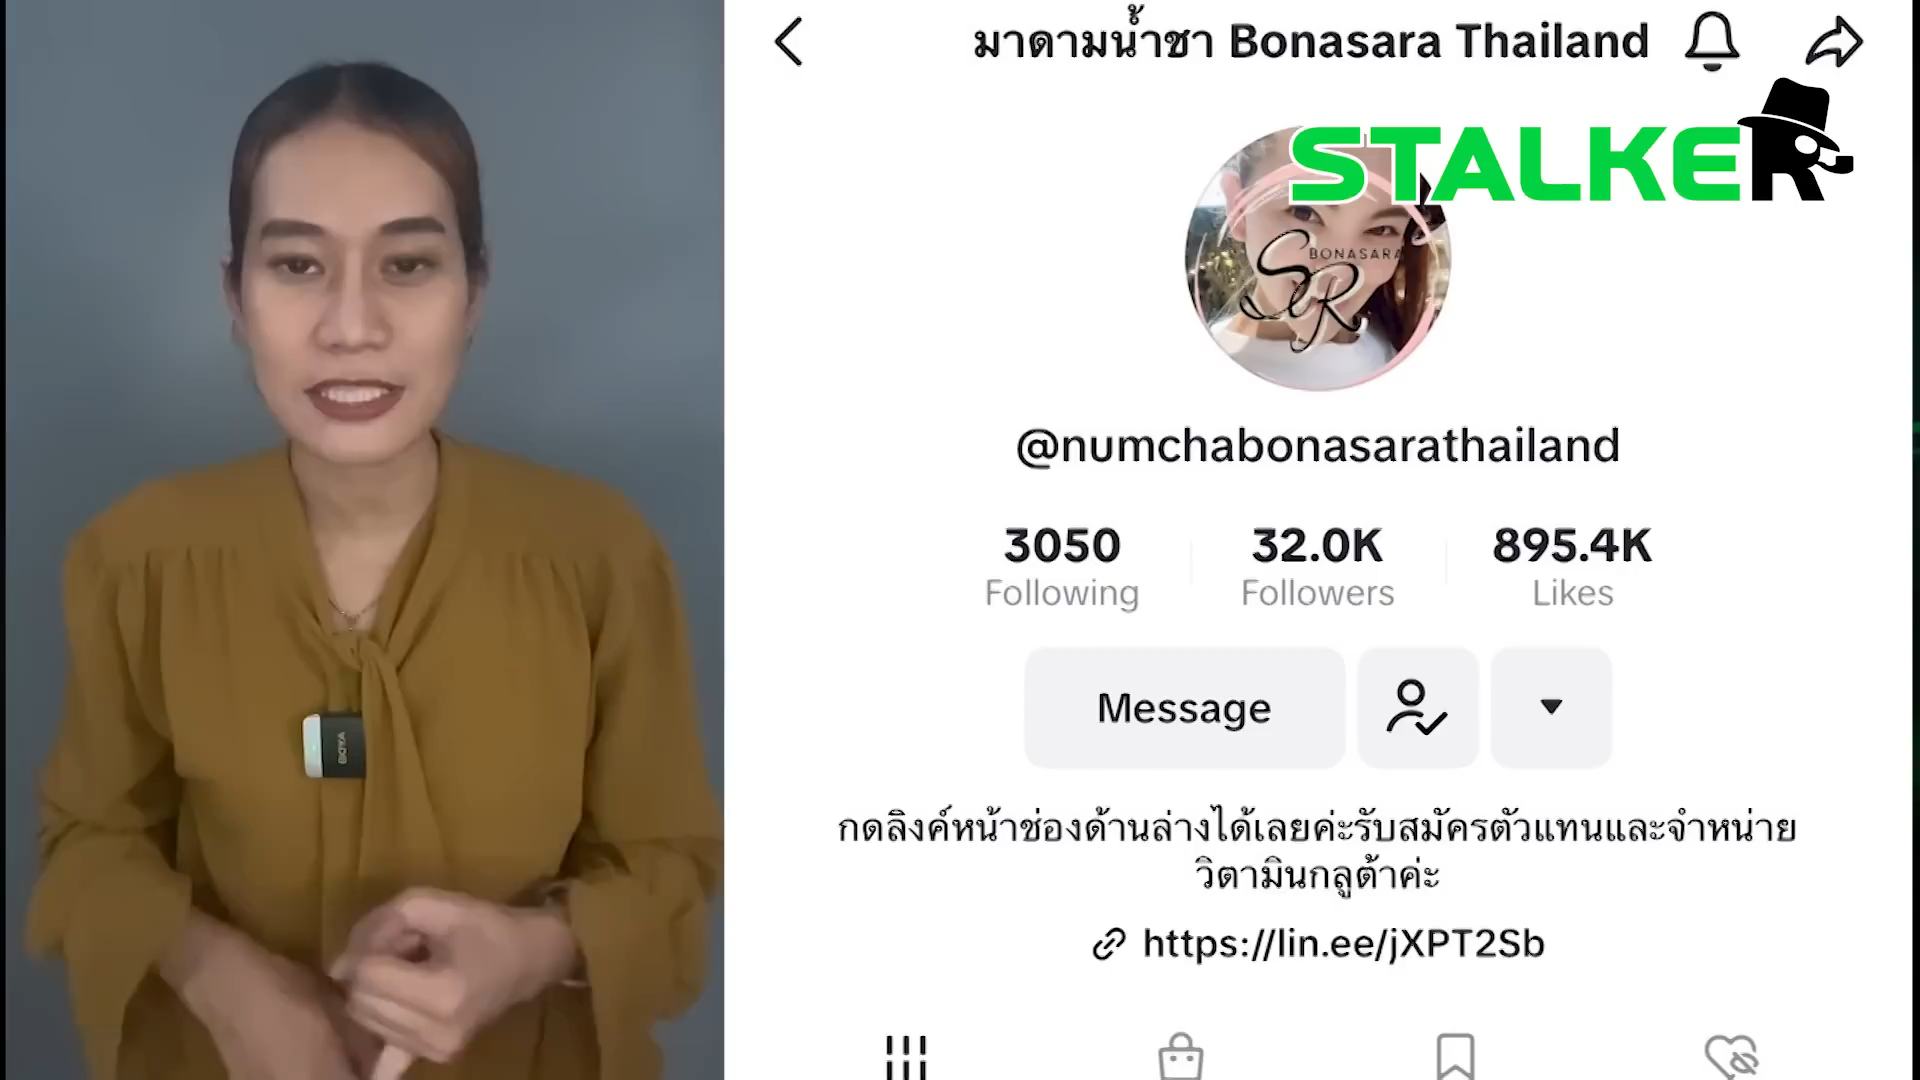 มาดามน้ำชา Bonasara Thailand
STALKER
BONASARA
SR
@numchabonasarathailand
3050
Following
32.0K
Followers
895.4K
Likes
Message
BOYA
กดลิงค์หน้าช่องด้านล่างได้เลยค่ะรับสมัครตัวแทนและจำหน่าย
วิตามินกลูต้าค่ะ
https://lin.ee/jXPT2Sb